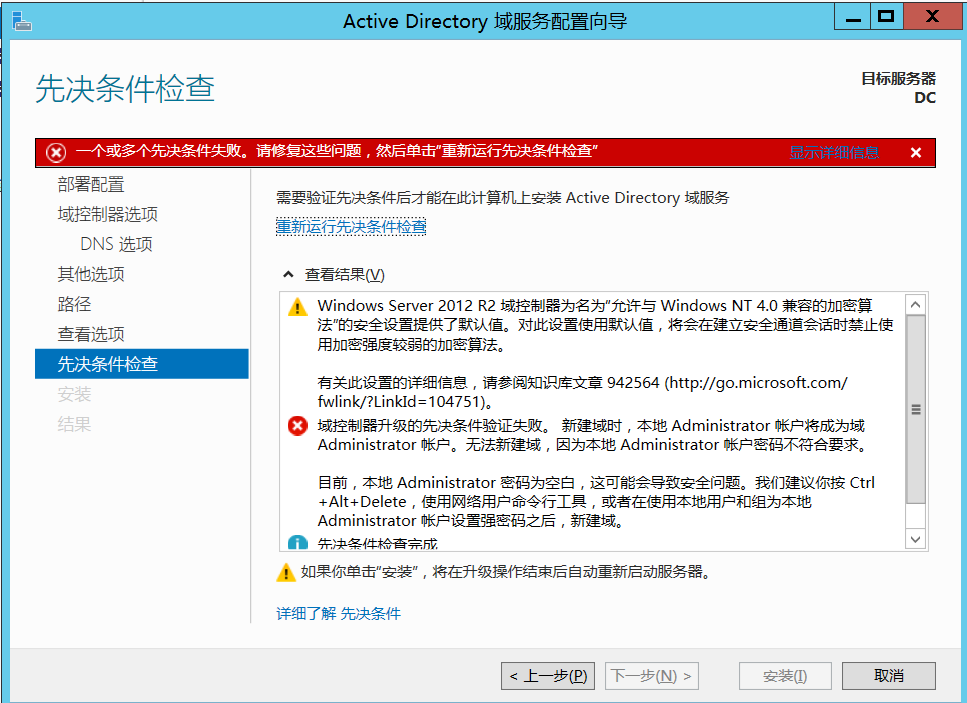 Active Directory 域服务配置向导
先决条件检查
目标服务器
DC
一个或多个先决条件失败。请修复这些问题，然后单击"重新运行先决条件检查"
显示详细信息
部署配置
域控制器选项
DNS 选项
其他选项
路径
查看选项
先决条件检查
安装
结果
需要验证先决条件后才能在此计算机上安装 Active Directory 域服务
重新运行先决条件检查
查看结果(V)
Windows Server 2012 R2 域控制器为名为"允许与 Windows NT 4.0 兼容的加密算
法"的安全设置提供了默认值。对此设置使用默认值，将会在建立安全通道会话时禁止使
用加密强度较弱的加密算法。
有关此设置的详细信息，请参阅知识库文章 942564 (http://go.microsoft.com/
fwlink/?LinkId=104751)。
域控制器升级的先决条件验证失败。 新建域时，本地 Administrator 帐户将成为域
Administrator 帐户。无法新建域，因为本地 Administrator 帐户密码不符合要求。
目前，本地 Administrator 密码为空白，这可能会导致安全问题。我们建议你按 Ctrl
+Alt+Delete，使用网络用户命令行工具，或者在使用本地用户和组为本地
Administrator 帐户设置强密码之后，新建域。
先决条件检查完成
如果你单击"安装"，将在升级操作结束后自动重新启动服务器。
详细了解 先决条件
< 上一步(P)
下一步(N) >
安装(I)
取消